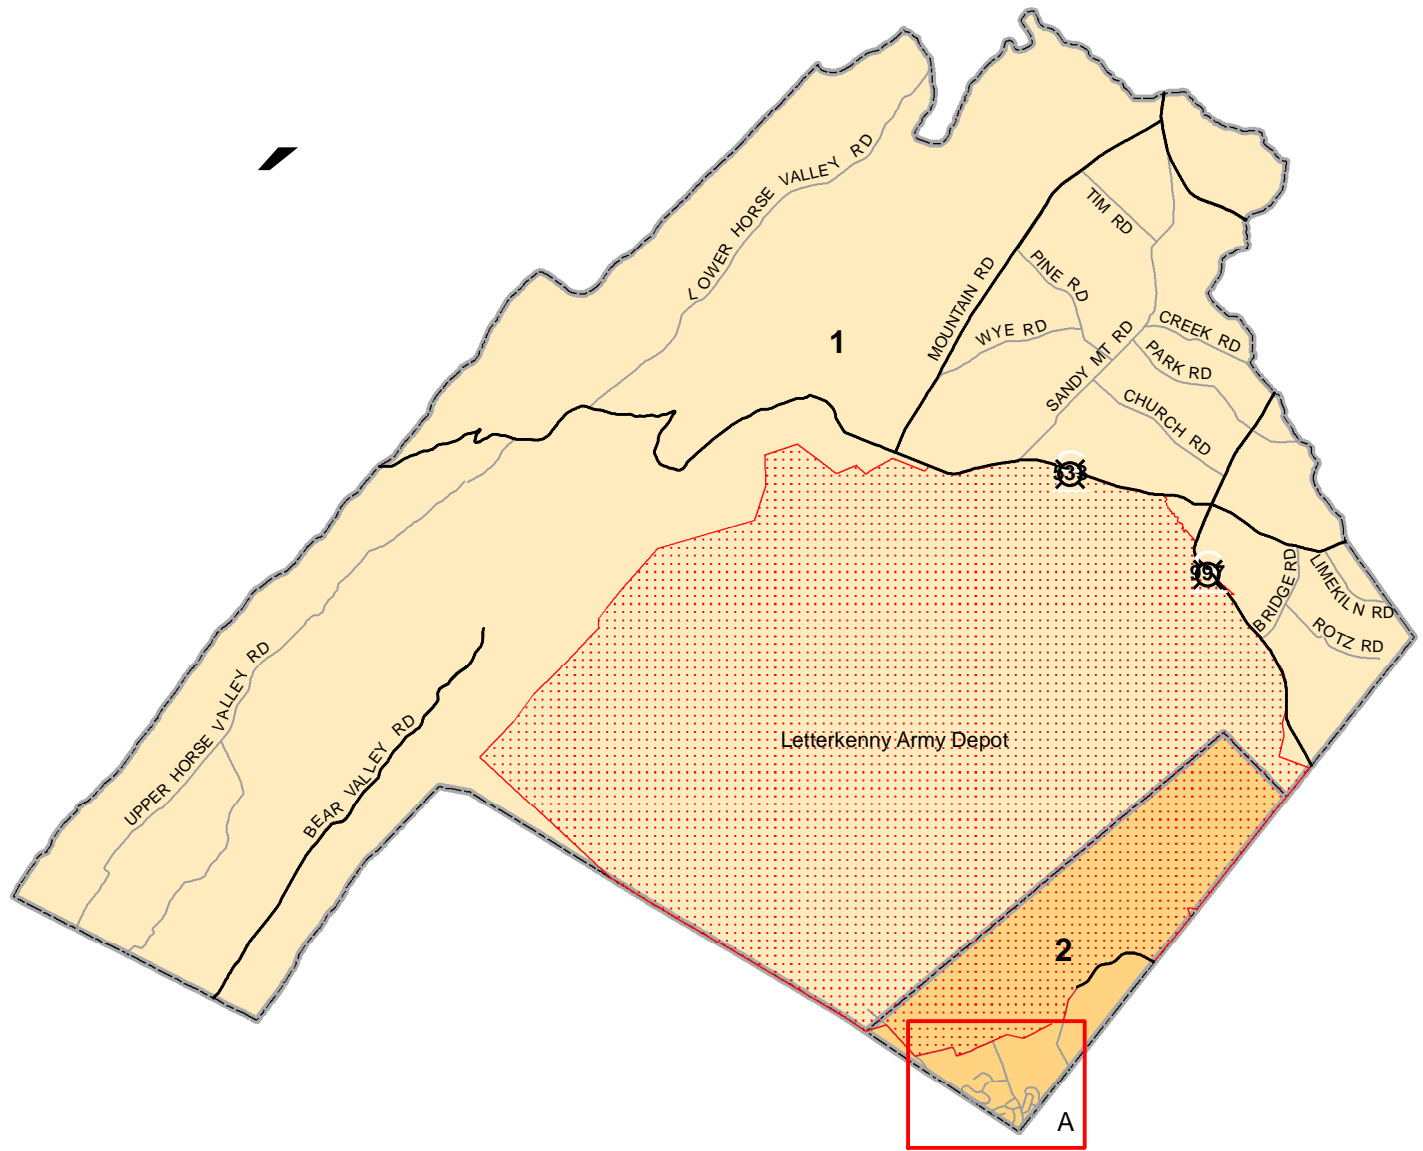 LOWER HORSE VALLEY RD
TIM RD
PINE RD
MOUNTAIN RD
WYE RD
CREEK RD
1
SANDY MT RD
PARK RD
CHURCH RD
533
997
BRIDGE RD
LIMEKILN RD
ROTZ RD
UPPER HORSE VALLEY RD
BEAR VALLEY RD
Letterkenny Army Depot
2
A